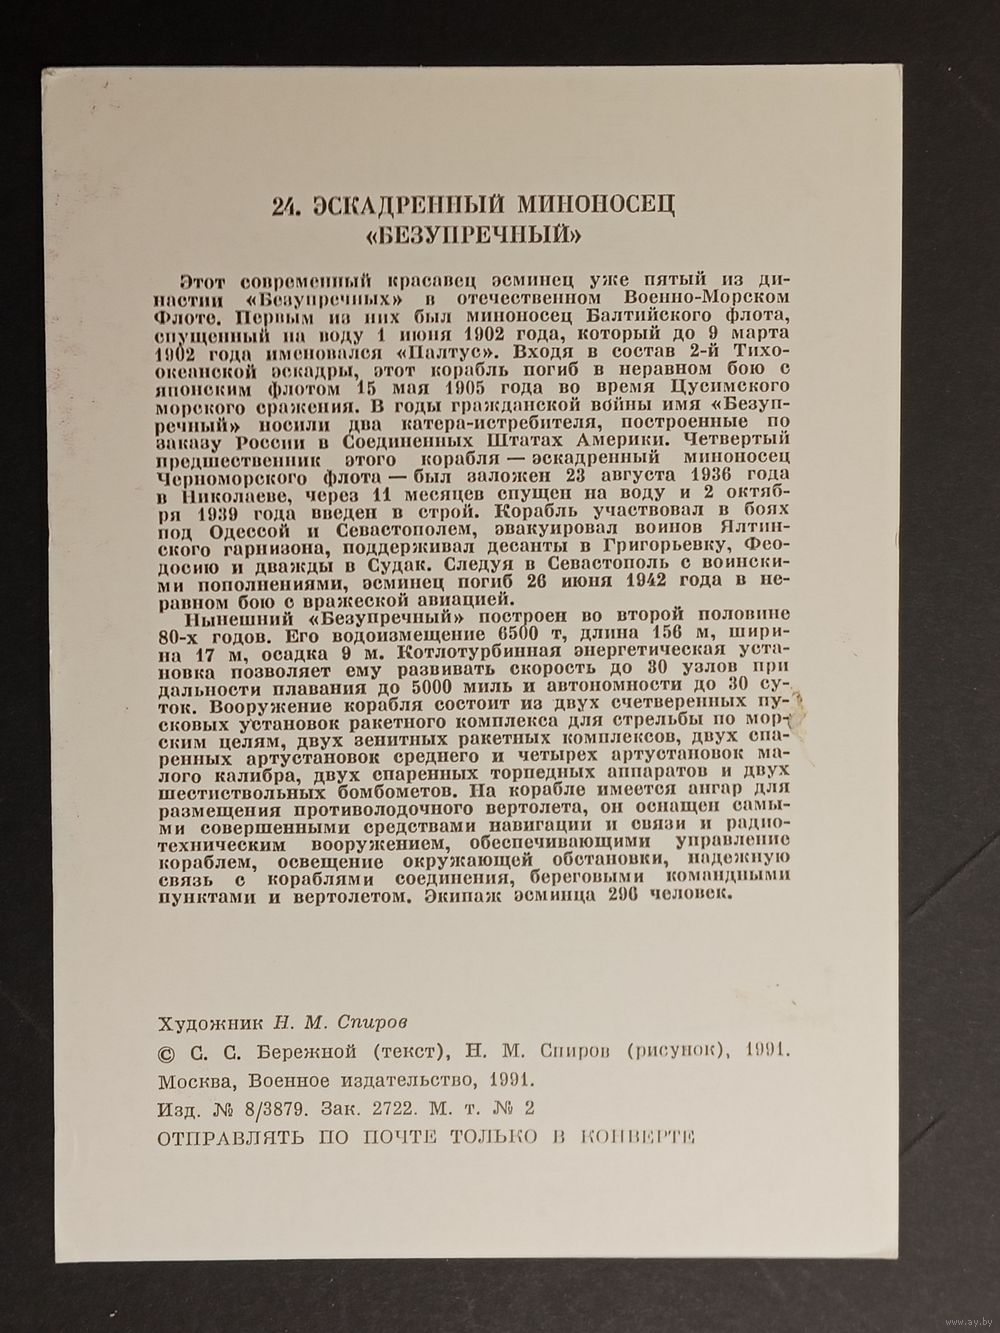 24. ЭСКАДРЕННЫЙ МИНОНОСЕЦ
«БЕЗУПРЕЧНЫЙ»
Этот современный красавец эсминец уже пятый из ди-
настии «Безупречных» в отечественном Военно-Морском
Флоте. Первым из них был миноносец Балтийского флота,
спущенный на воду 1 июня 1902 года, который до 9 марта
1902 года именовался «Палтус». Входя в состав 2-й Тихо-
океанской эскадры, этот корабль погиб в неравном бою с
японским флотом 15 мая 1905 года во время Цусимского
морского сражения. В годы гражданской войны имя «Безуп-
речный» носили два катера-истребителя, построенные по
заказу России в Соединенных Штатах Америки. Четвертый
предшественник этого корабля — эскадренный миноносец
Черноморского флота — был заложен 23 августа 1936 года
в Николаеве, через 11 месяцев спущен на воду и 2 октяб-
ря 1939 года введен в строй. Корабль участвовал в боях
под Одессой и Севастополем, эвакуировал воинов Ялтин-
ского гарнизона, поддерживал десанты в Григорьевку, Фео-
досию и дважды в Судак. Следуя в Севастополь с воински-
ми пополнениями, эсминец погиб 26 июня 1942 года в не-
равном бою с вражеской авиацией.
Нынешний «Безупречный» построен во второй половине
80-х годов. Его водоизмещение 6500 т, длина 156 м, шири-
на 17 м, осадка 9 м. Котлотурбинная энергетическая уста-
новка позволяет ему развивать скорость до 30 узлов при
дальности плавания до 5000 миль и автономности до 30 су-
ток. Вооружение корабля состоит из двух счетверенных пу-
сковых установок ракетного комплекса для стрельбы по мор-
ским целям, двух зенитных ракетных комплексов, двух спа-
ренных артустановок среднего и четырех артустановок ма-
лого калибра, двух спаренных торпедных аппаратов и двух
шестиствольных бомбометов. На корабле имеется ангар для
размещения противолодочного вертолета, он оснащен самы-
ми совершенными средствами навигации и связи и радио-
техническим вооружением, обеспечивающими управление
кораблем, освещение окружающей обстановки, надежную
связь с кораблями соединения, береговыми командными
пунктами и вертолетом. Экипаж эсминца 296 человек.
Художник Н. М. Спиров
© С. С. Бережной (текст), Н. М. Спиров (рисунок), 1991.
Москва, Военное издательство, 1991.
Изд. № 8/3879. Зак. 2722. М. т. № 2
ОТПРАВЛЯТЬ ПО ПОЧТЕ ТОЛЬКО В КОНВЕРТЕ
www.ay.by